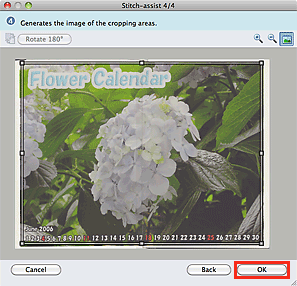 Stitch-assist 4/4
4 Generates the image of the cropping areas.
Rotate 180°
Flower Calendar
June 2006
1 2 3 4 5 6 7 8 9 10 11 12 13 14 15 16 17 18 19 20 21 22 23 24 25 26 27 28 29 30
Cancel
Back
OK